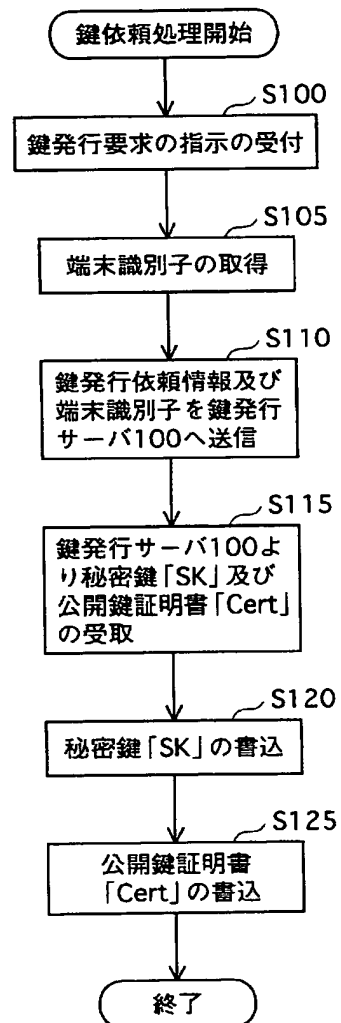 鍵依頼処理開始
S100
鍵発行要求の指示の受付
S105
端末識別子の取得
S110
鍵発行依頼情報及び
端末識別子を鍵発行
サーバ100へ送信
S115
鍵発行サーバ100よ
り秘密鍵「SK」及び
公開鍵証明書「Cert」
の受取
S120
秘密鍵「SK」の書込
S125
公開鍵証明書
「Cert」の書込
終了